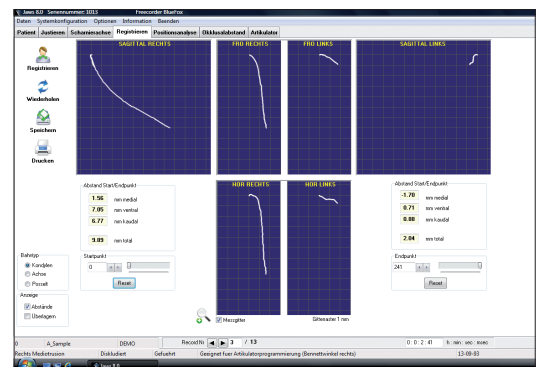 Jaws 8.0 Seriennummer: 1013 Freecorder BlueFox
Daten Systemkonfiguration Optionen Information Beenden
Patient Justieren Scharnierachse Registrieren Positionsanalyse Okklusalabstand Artikulator
SAGITTAL RECHTS FRO RECHTS FRO LINKS SAGITTAL LINKS
Registrieren
Wiederholen
Speichern
Drucken
HOR RECHTS HOR LINKS
Abstand Start/Endpunkt
1.56 mm medial
7.05 mm ventral
6.77 mm kaudal
9.89 mm total
Startpunkt
0
Reset
Abstand Start/Endpunkt
-1.70 mm medial
0.71 mm ventral
0.88 mm kaudal
2.04 mm total
Endpunkt
241
Reset
Bahntyp
Kondylen
Achse
Posselt
Anzeige
Abstände
Überlagern
Messgitter Gitterraster 1 mm
0 A_Sample DEMO Record Nr. 3 / 13 0 : 0 : 2 : 41 h : min : sec : msec
Rechts Mediotrusion Diskludiert Gefuehrt Geeignet fuer Artikulatorprogrammierung (Bennettwinkel rechts) 13-09-93
Jaws 8.0